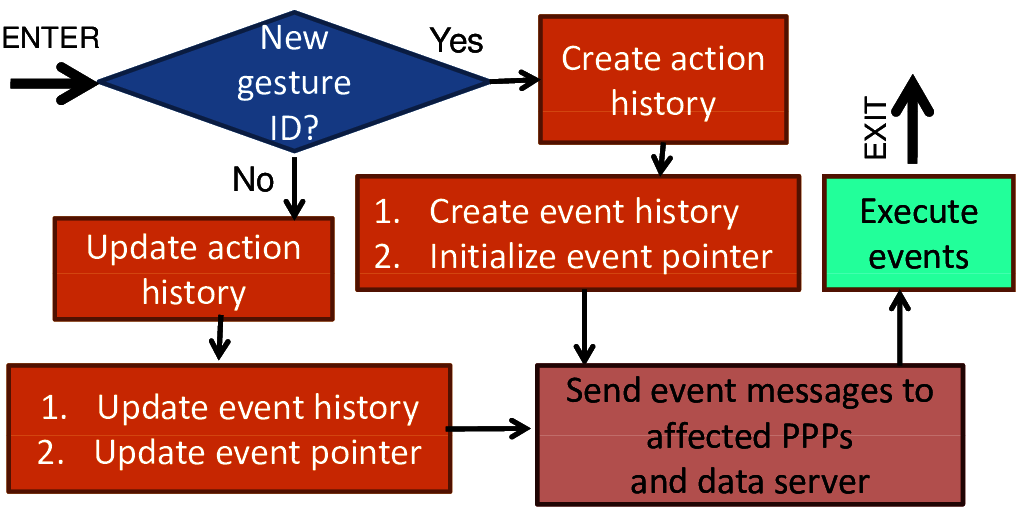 ENTER
New
gesture
ID?
Yes
Create action
history
EXIT
No
1. Create event history
2. Initialize event pointer
Execute
events
Update action
history
1. Update event history
2. Update event pointer
Send event messages to
affected PPPs
and data server